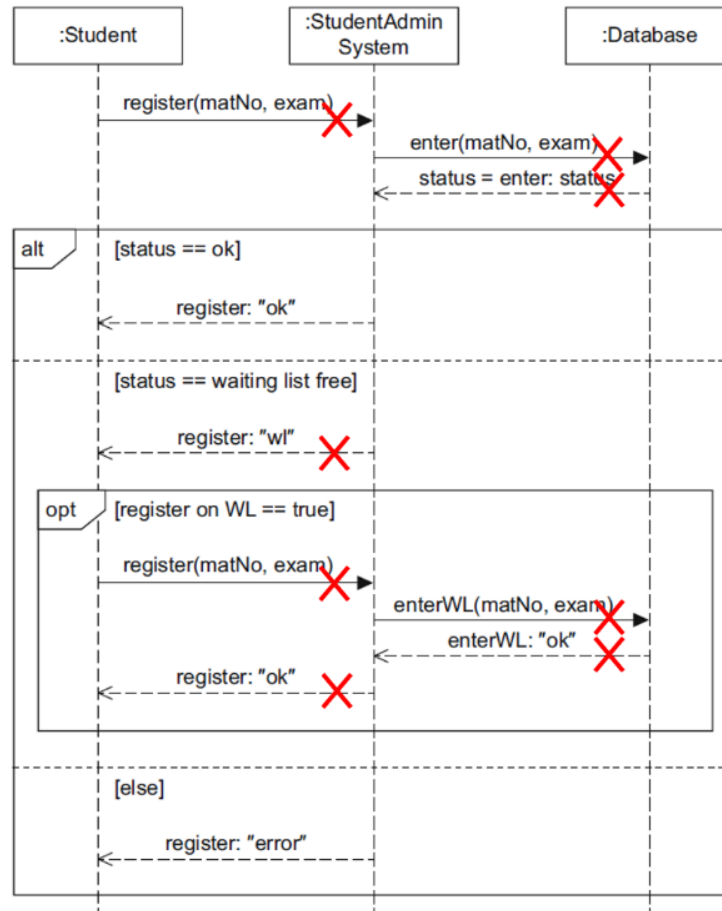 :Student
:StudentAdmin
System
:Database
register(matNo, exam)
enter(matNo, exam)
status = enter: status
alt
[status == ok]
register: "ok"
[status == waiting list free]
register: "wl"
opt
[register on WL == true]
register(matNo, exam)
enterWL(matNo, exam)
enterWL: "ok"
register: "ok"
[else]
register: "error"